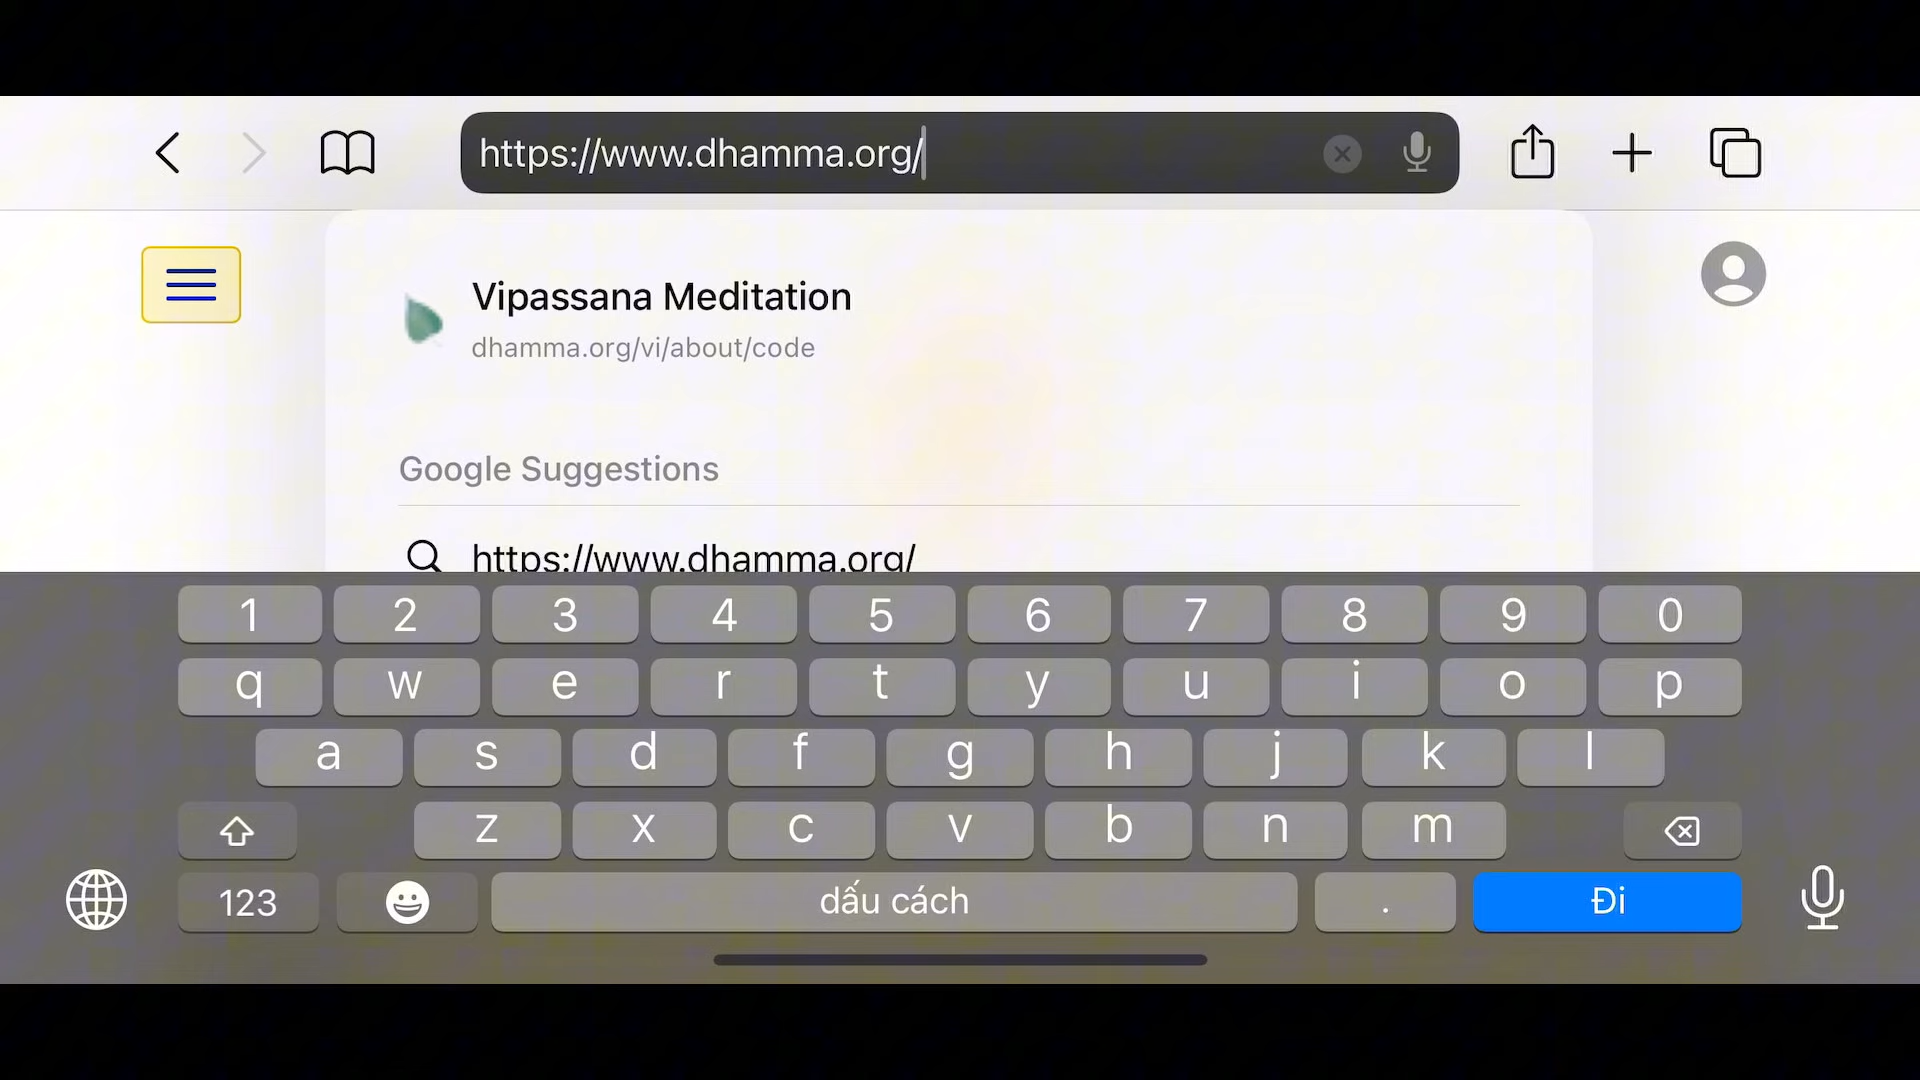 https://www.dhamma.org/
Vipassana Meditation
dhamma.org/vi/about/code
Google Suggestions
https://www.dhamma.org/
1 2 3 4 5 6 7 8 9 0
q w e r t y u i o p
a s d f g h j k l
z x c v b n m
123 dấu cách . Đi